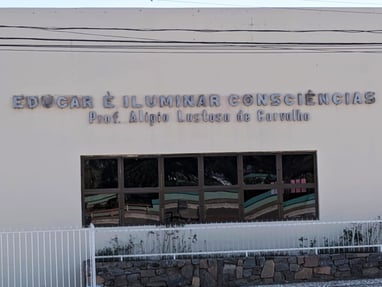 EDUCAR É ILUMINAR CONSCIÊNCIAS
Prof. Alípio Lustosa de Carvalho